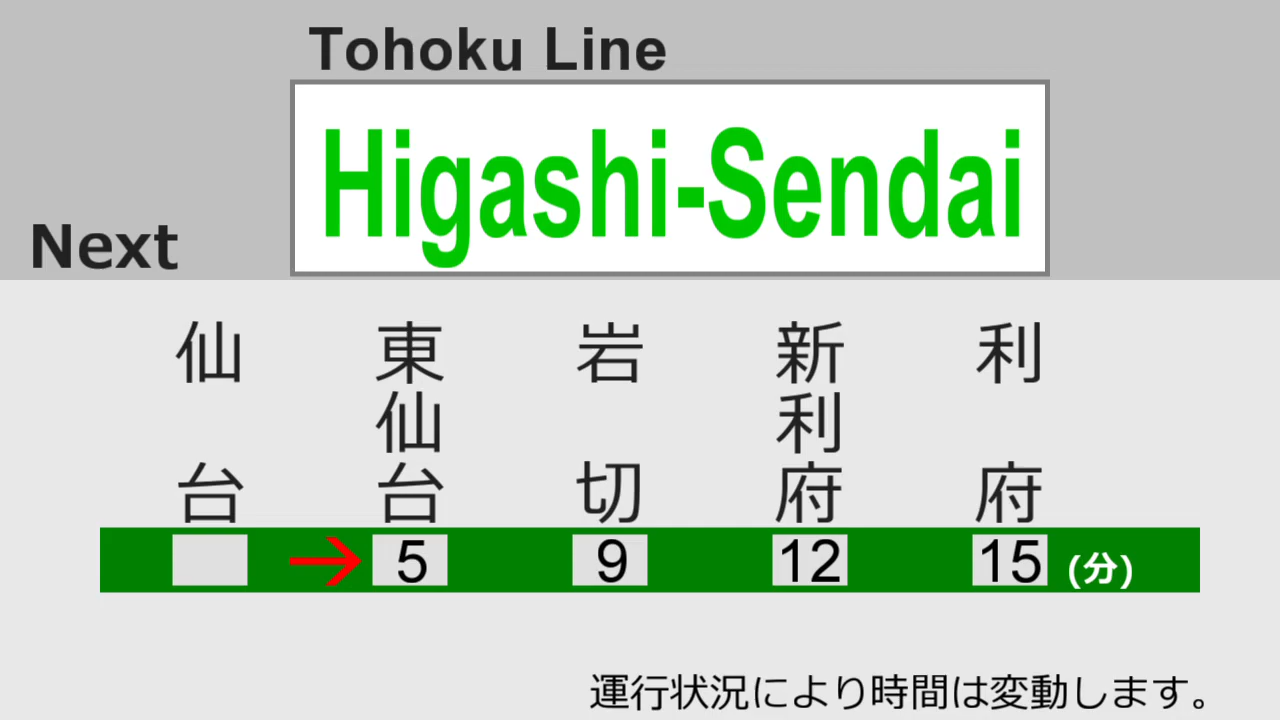 Tohoku Line
Higashi-Sendai
Next
仙台
東仙台
岩切
新利府
利府
5 9 12 15 (分)
運行状況により時間は変動します。